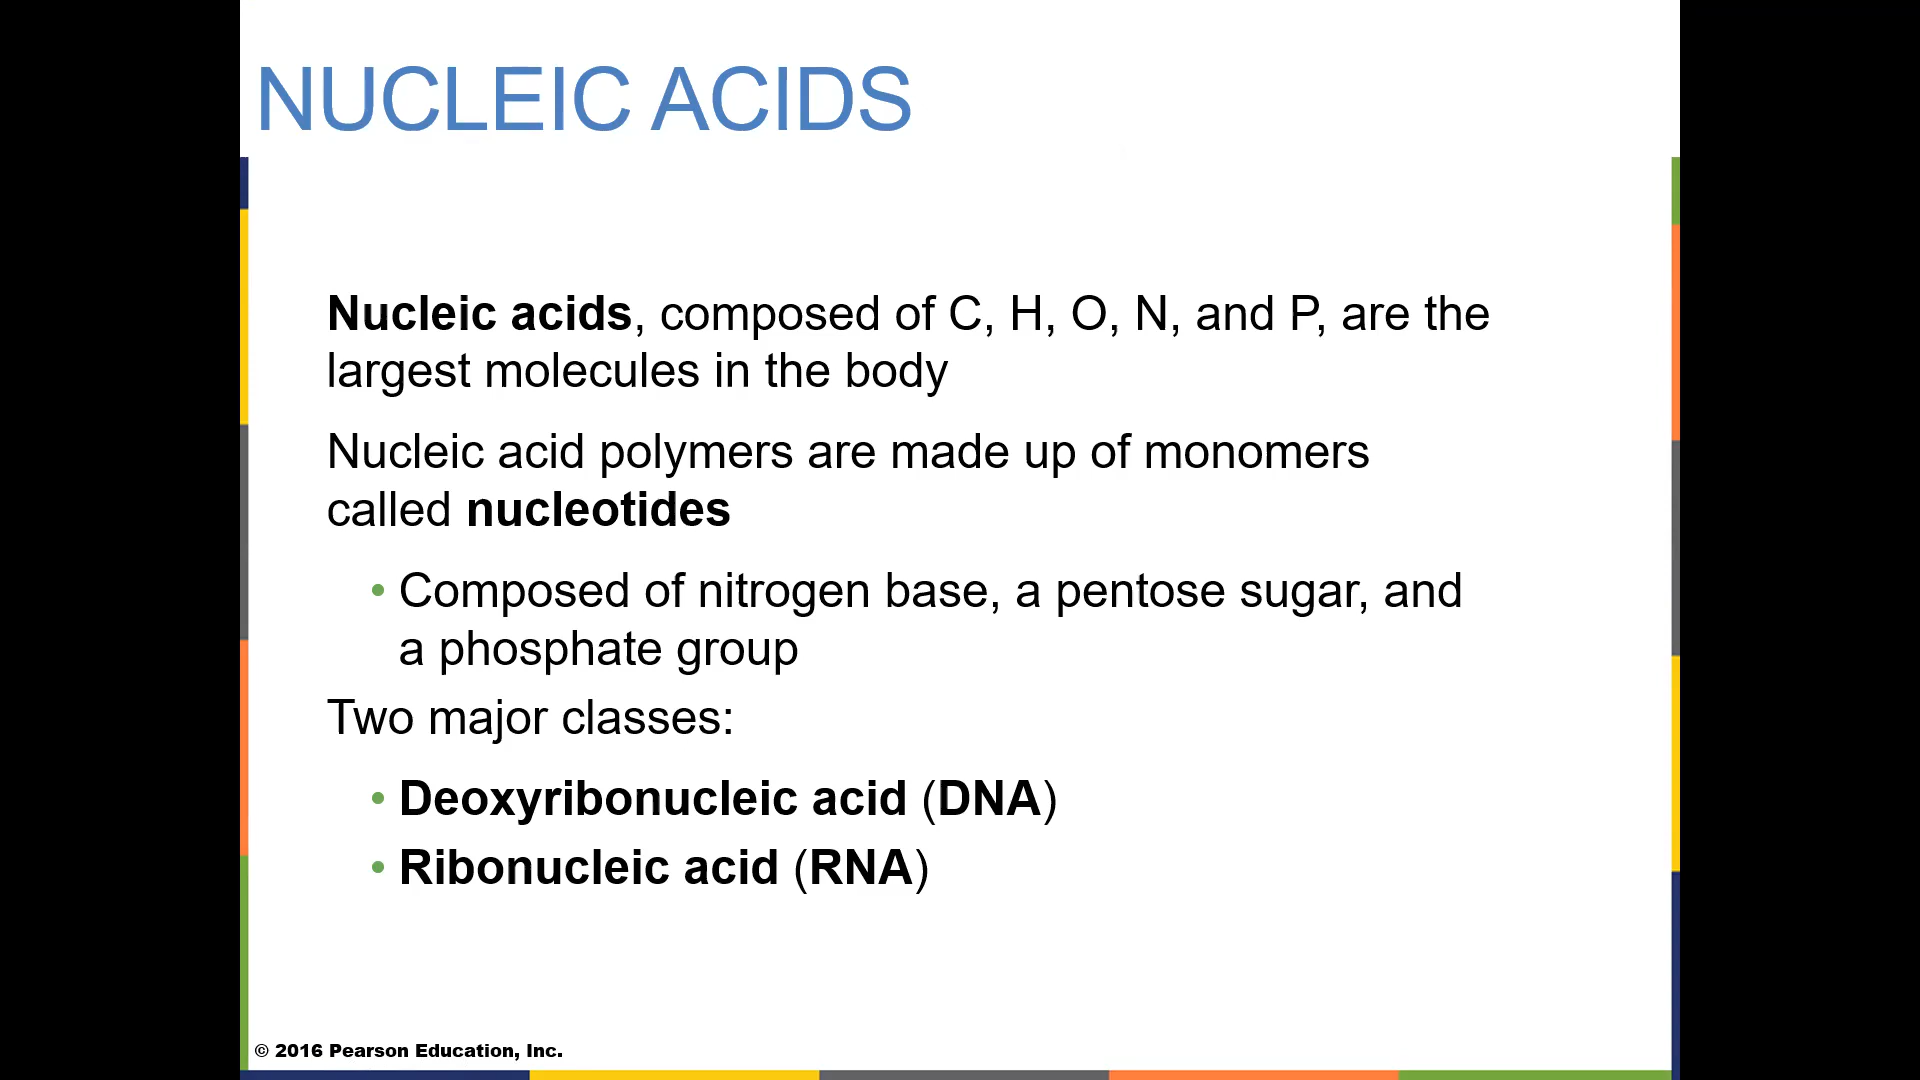 NUCLEIC ACIDS
Nucleic acids, composed of C, H, O, N, and P, are the
largest molecules in the body
Nucleic acid polymers are made up of monomers
called nucleotides
• Composed of nitrogen base, a pentose sugar, and
a phosphate group
Two major classes:
• Deoxyribonucleic acid (DNA)
• Ribonucleic acid (RNA)
© 2016 Pearson Education, Inc.